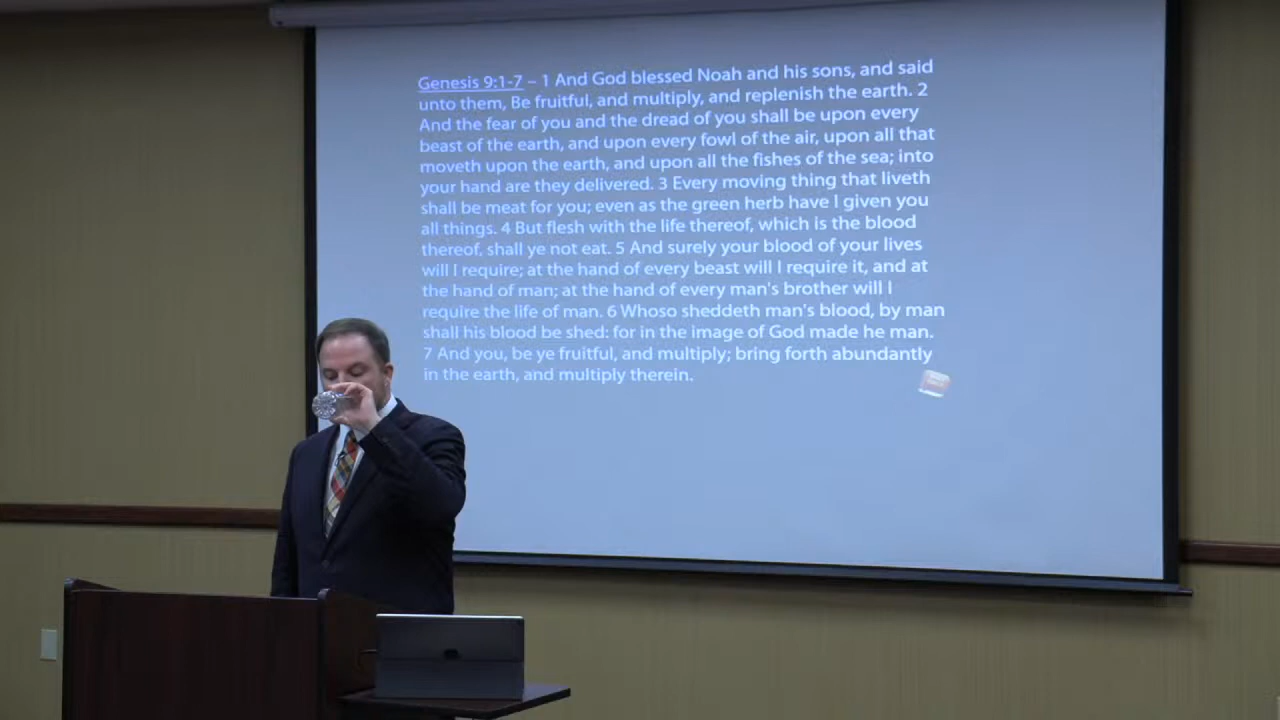 Genesis 9:1-7 – 1 And God blessed Noah and his sons, and said
unto them, Be fruitful, and multiply, and replenish the earth. 2
And the fear of you and the dread of you shall be upon every
beast of the earth, and upon every fowl of the air, upon all that
moveth upon the earth, and upon all the fishes of the sea; into
your hand are they delivered. 3 Every moving thing that liveth
shall be meat for you; even as the green herb have I given you
all things. 4 But flesh with the life thereof, which is the blood
thereof, shall ye not eat. 5 And surely your blood of your lives
will I require; at the hand of every beast will I require it, and at
the hand of man; at the hand of every man's brother will I
require the life of man. 6 Whoso sheddeth man's blood, by man
shall his blood be shed: for in the image of God made he man.
7 And you, be ye fruitful, and multiply; bring forth abundantly
in the earth, and multiply therein.